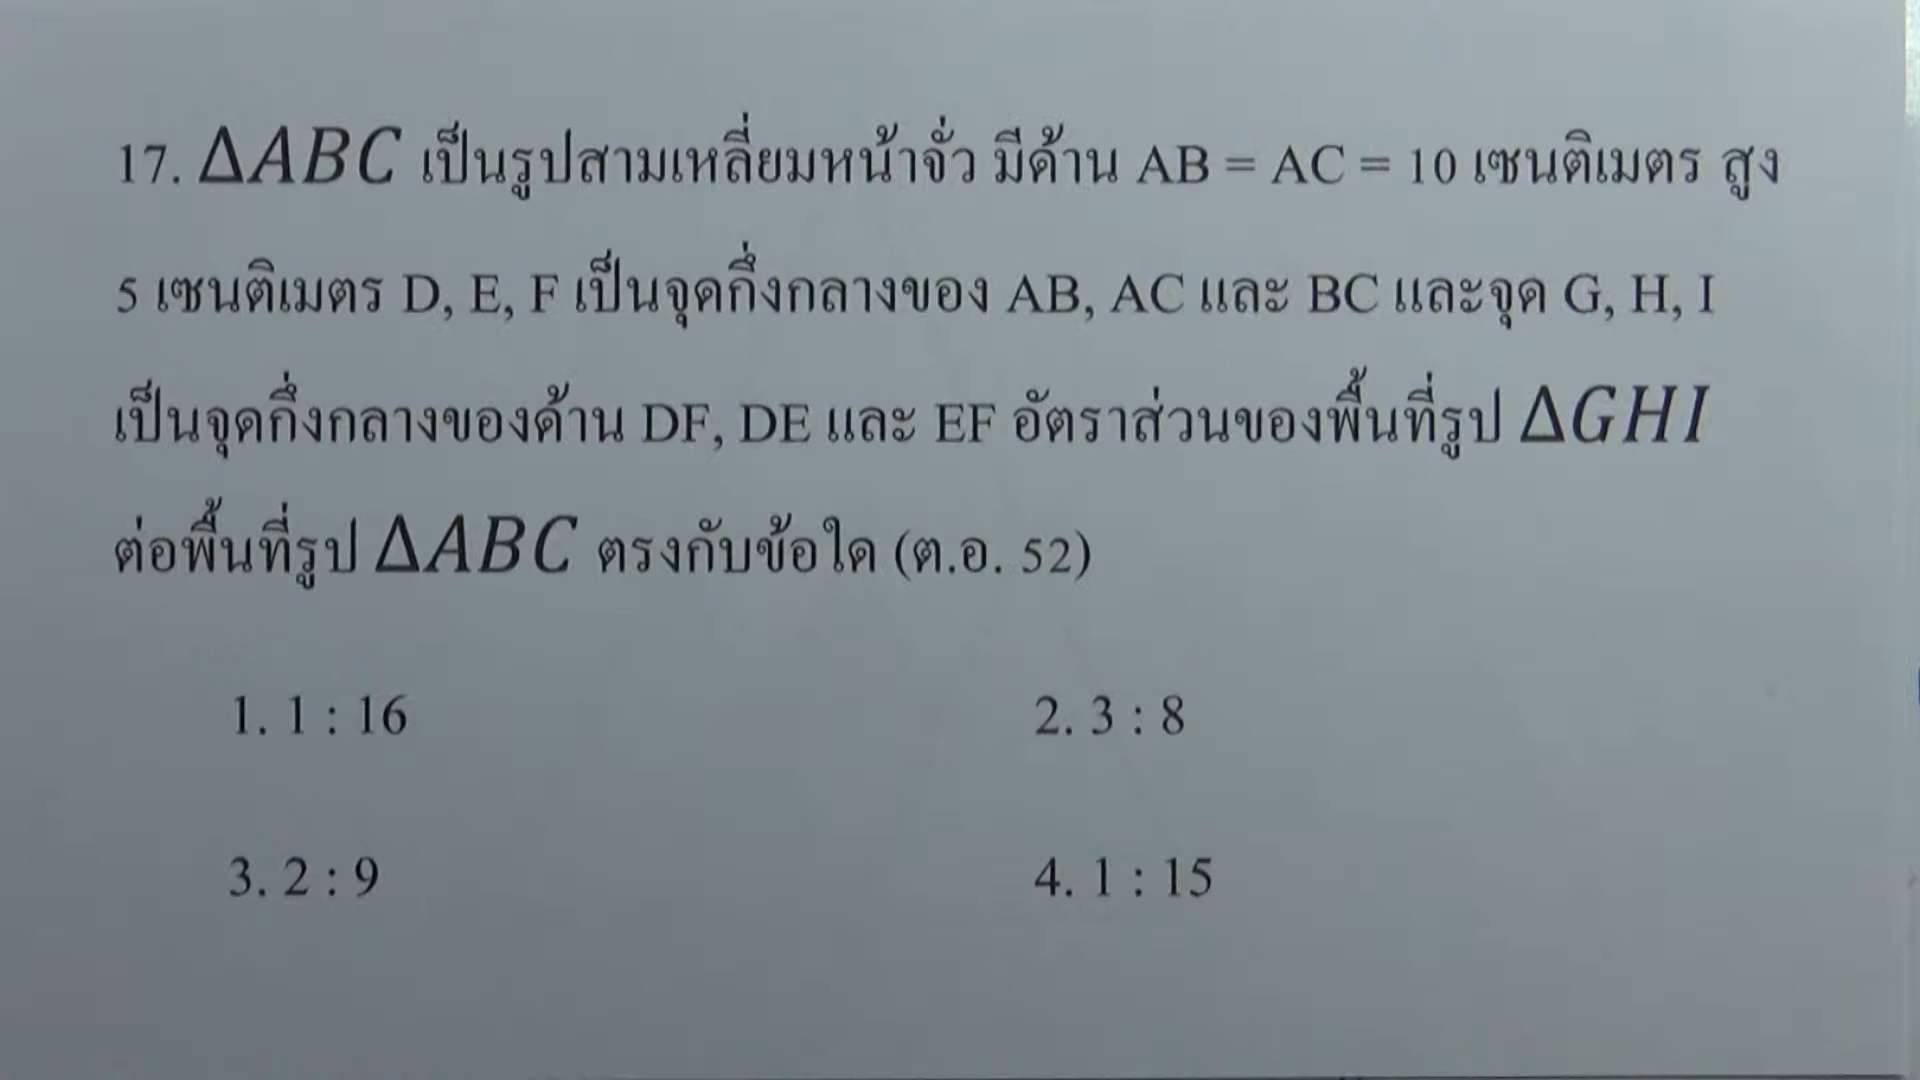 17. ΔABC เป็นรูปสามเหลี่ยมหน้าจั่ว มีด้าน AB = AC = 10 เซนติเมตร สูง
5 เซนติเมตร D, E, F เป็นจุดกึ่งกลางของ AB, AC และ BC และจุด G, H, I
เป็นจุดกึ่งกลางของด้าน DF, DE และ EF อัตราส่วนของพื้นที่รูป ΔGHI
ต่อพื้นที่รูป ΔABC ตรงกับข้อใด (ต.อ. 52)
1. 1 : 16 2. 3 : 8
3. 2 : 9 4. 1 : 15